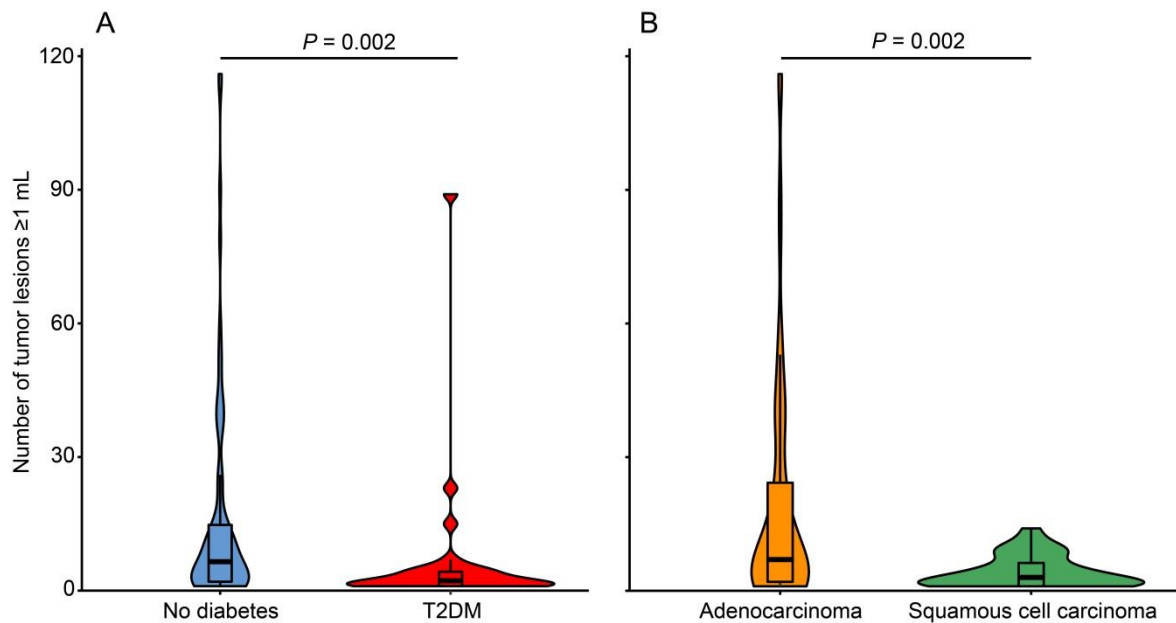 A
P = 0.002
Number of tumor lesions ≥1 mL
120
90
60
30
0
No diabetes
T2DM
B
P = 0.002
Adenocarcinoma
Squamous cell carcinoma